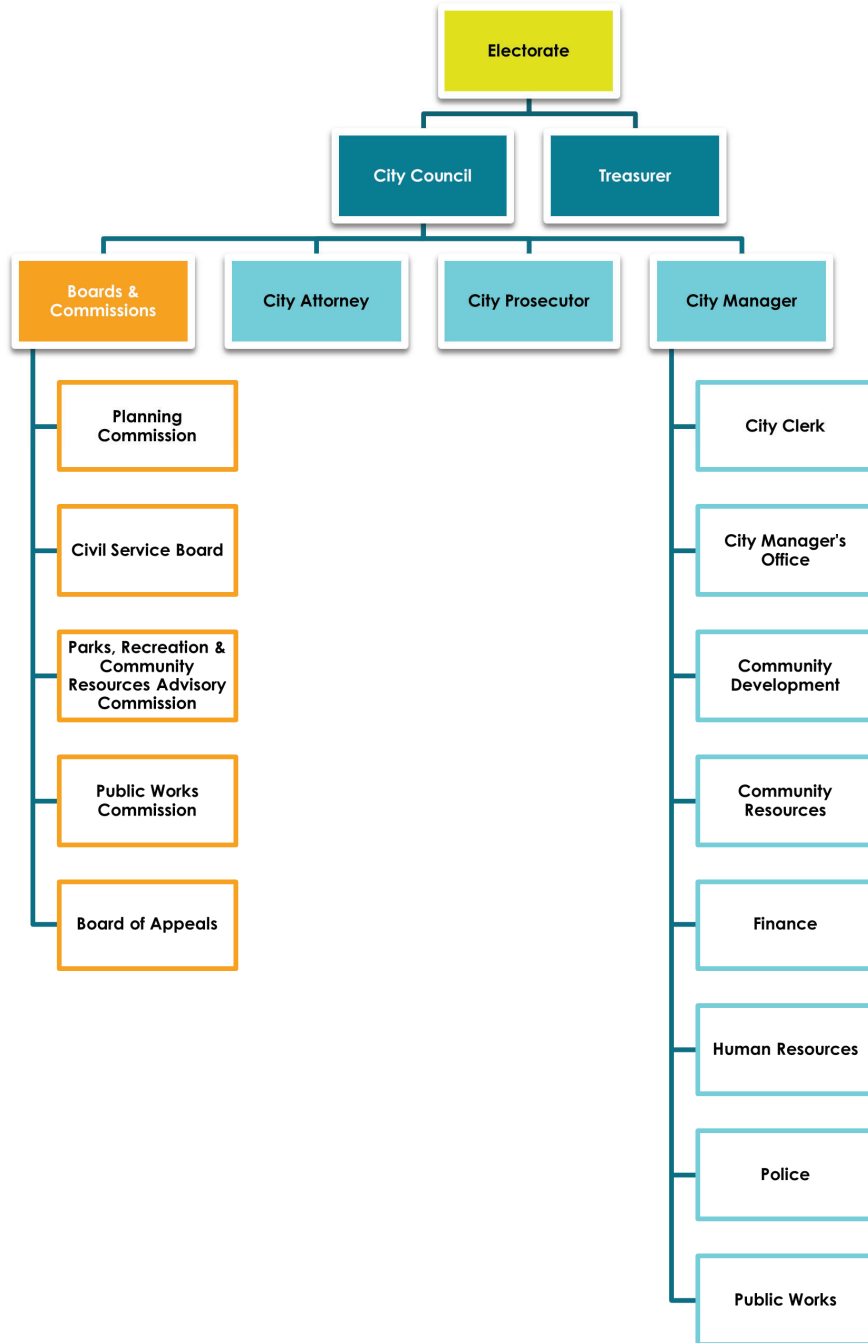 Electorate
City Council
Treasurer
Boards &
Commissions
City Attorney
City Prosecutor
City Manager
Planning
Commission
Civil Service Board
Parks, Recreation &
Community
Resources Advisory
Commission
Public Works
Commission
Board of Appeals
City Clerk
City Manager's
Office
Community
Development
Community
Resources
Finance
Human Resources
Police
Public Works